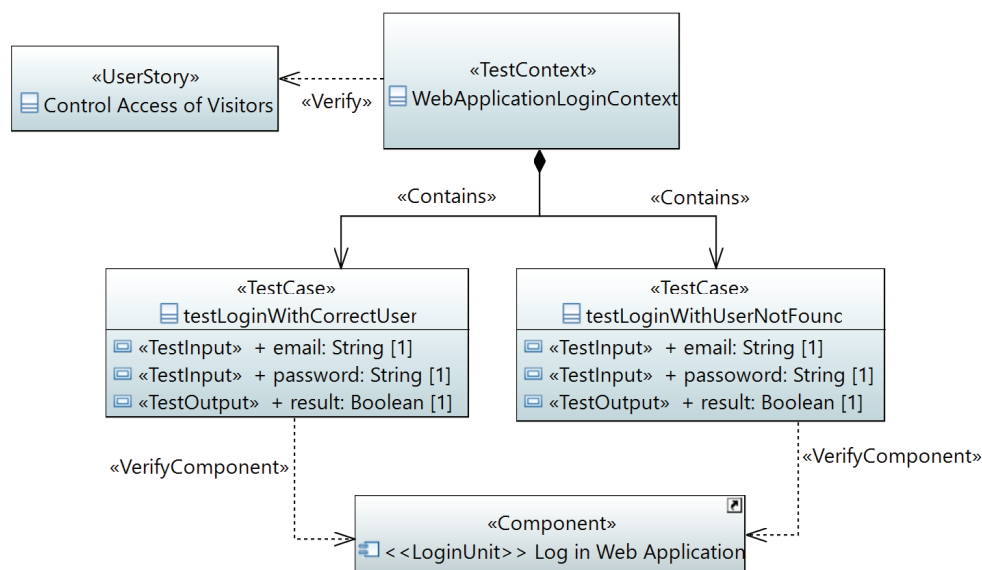 «UserStory»
Control Access of Visitors
«Verify»
«TestContext»
WebApplicationLoginContext
«Contains»
«Contains»
«TestCase»
testLoginWithCorrectUser
«TestInput» + email: String [1]
«TestInput» + password: String [1]
«TestOutput» + result: Boolean [1]
«TestCase»
testLoginWithUserNotFounc
«TestInput» + email: String [1]
«TestInput» + passoword: String [1]
«TestOutput» + result: Boolean [1]
«VerifyComponent»
«VerifyComponent»
«Component»
<<LoginUnit>> Log in Web Application